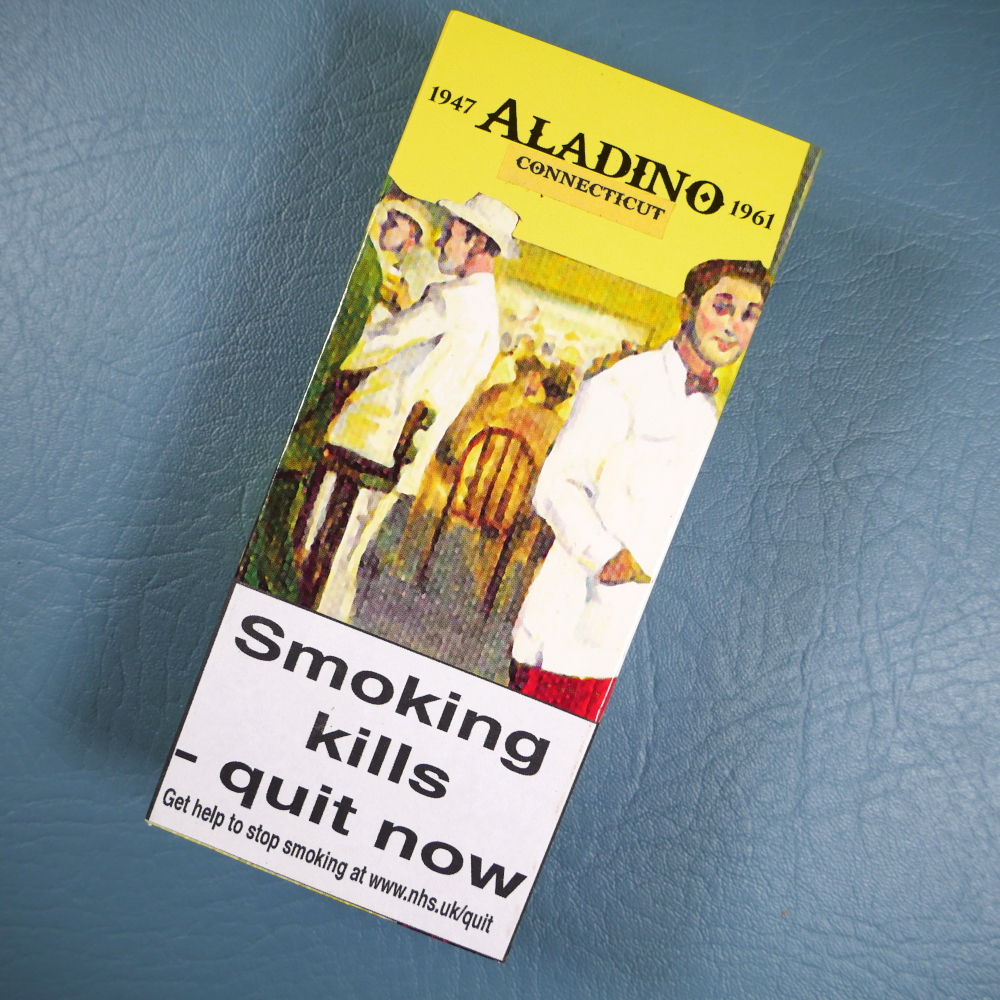 1947 ALADINO 1961
CONNECTICUT
Smoking
kills
- quit now
Get help to stop smoking at www.nhs.uk/quit